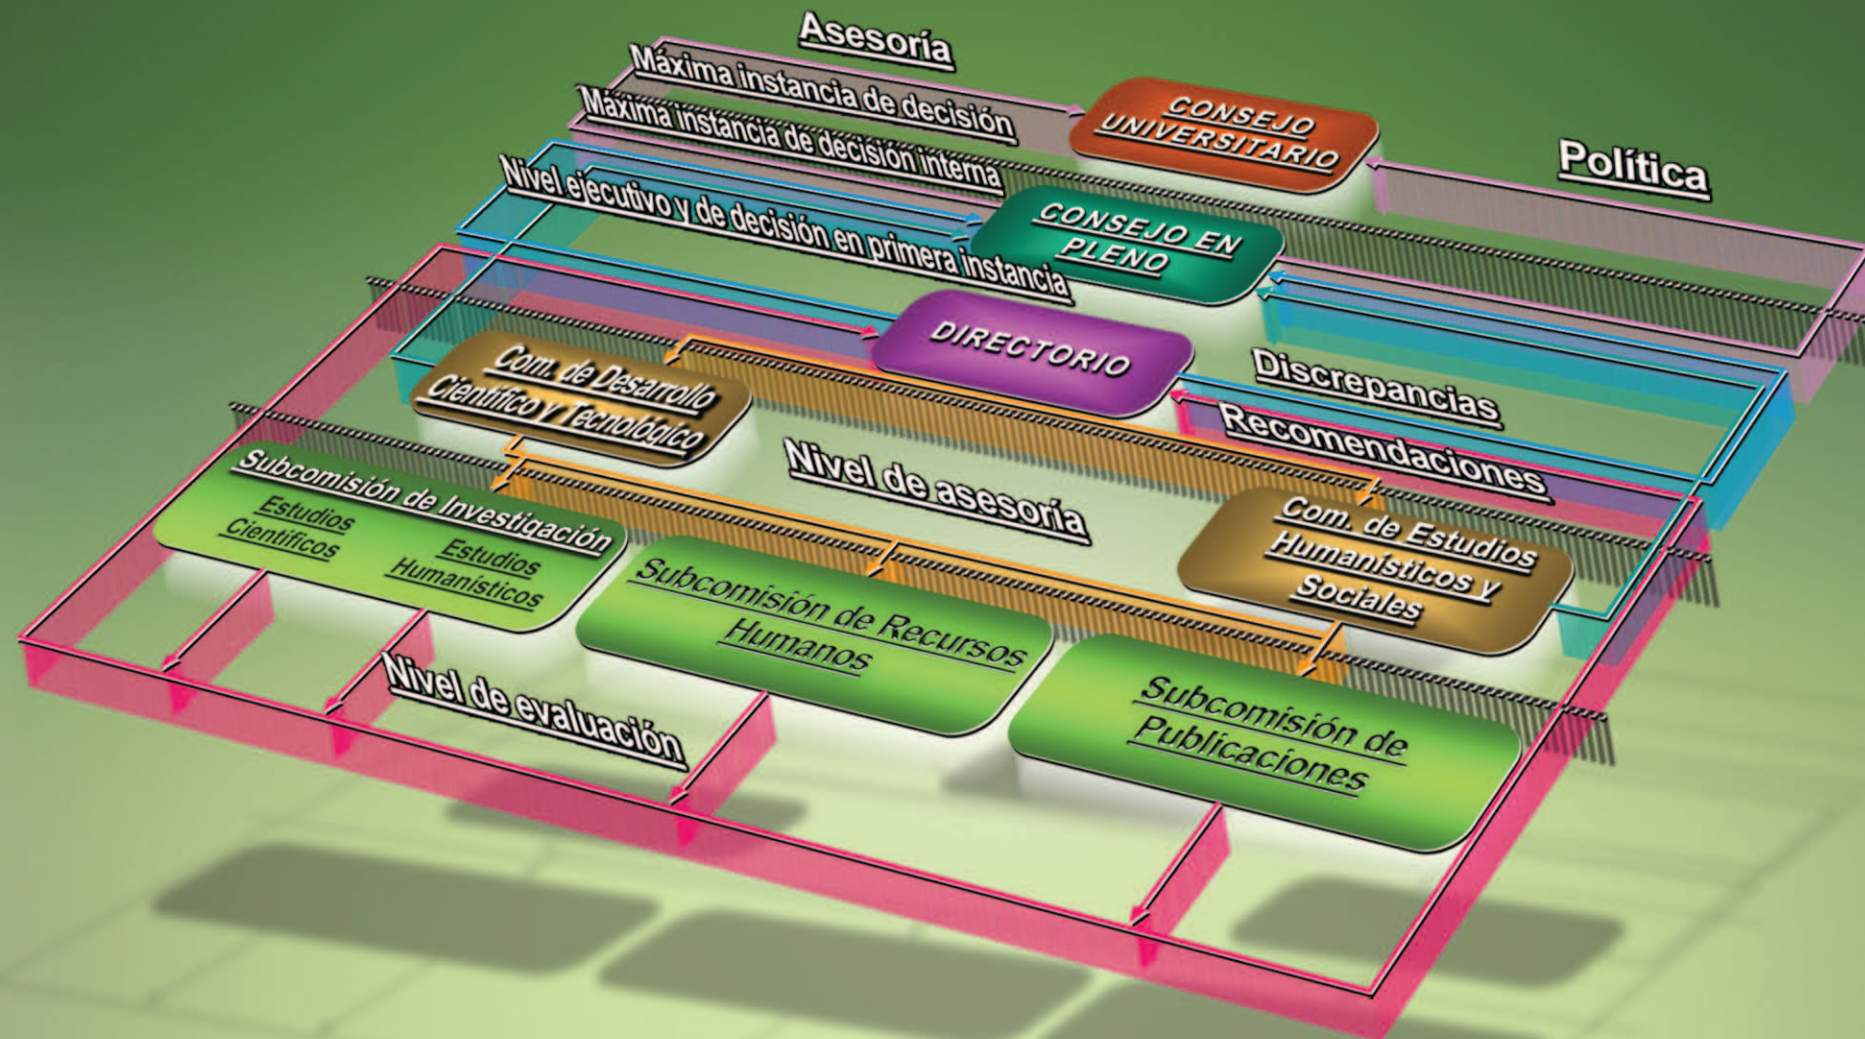 Asesoría
Máxima instancia de decisión
CONSEJO
UNIVERSITARIO
Política
Máxima instancia de decisión interna
CONSEJO EN
PLENO
Nivel ejecutivo y de decisión en primera instancia
DIRECTORIO
Discrepancias
Recomendaciones
Com. de Desarrollo
Científico y Tecnológico
Nivel de asesoría
Com. de Estudios
Humanísticos y
Sociales
Subcomisión de Investigación
Estudios
Científicos
Estudios
Humanísticos
Subcomisión de Recursos
Humanos
Subcomisión de
Publicaciones
Nivel de evaluación